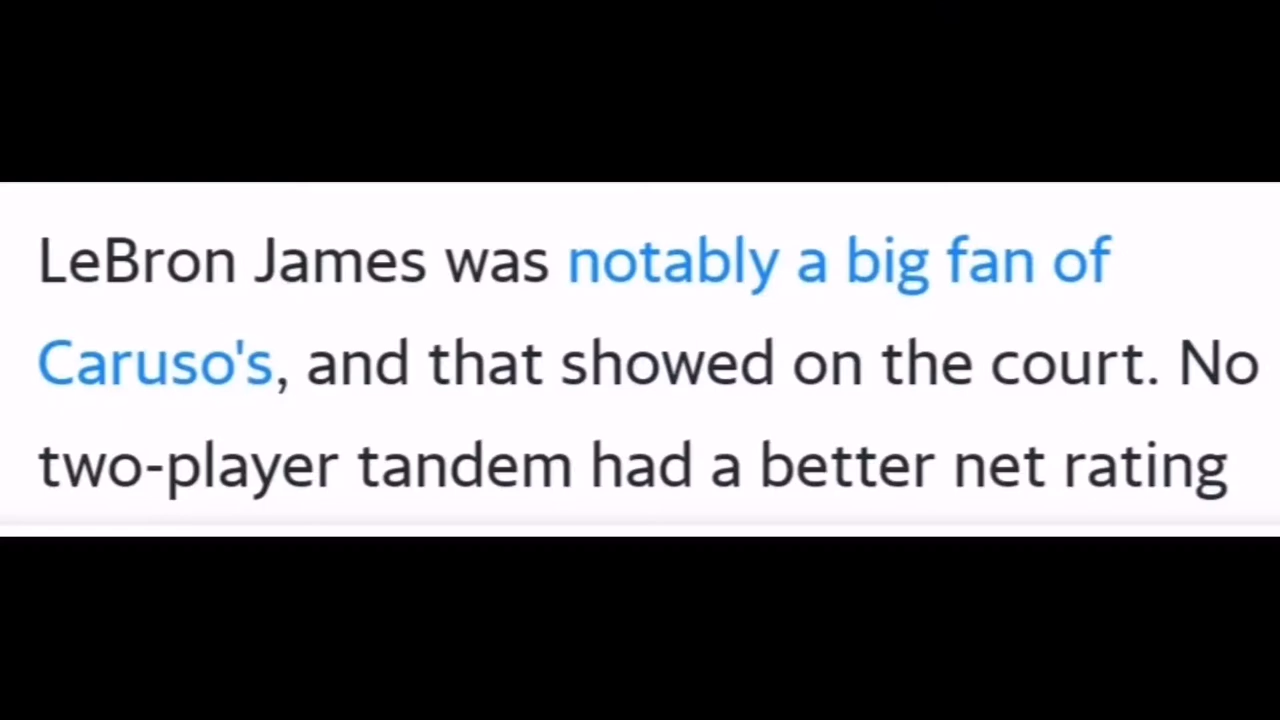 LeBron James was notably a big fan of
Caruso's, and that showed on the court. No
two-player tandem had a better net rating